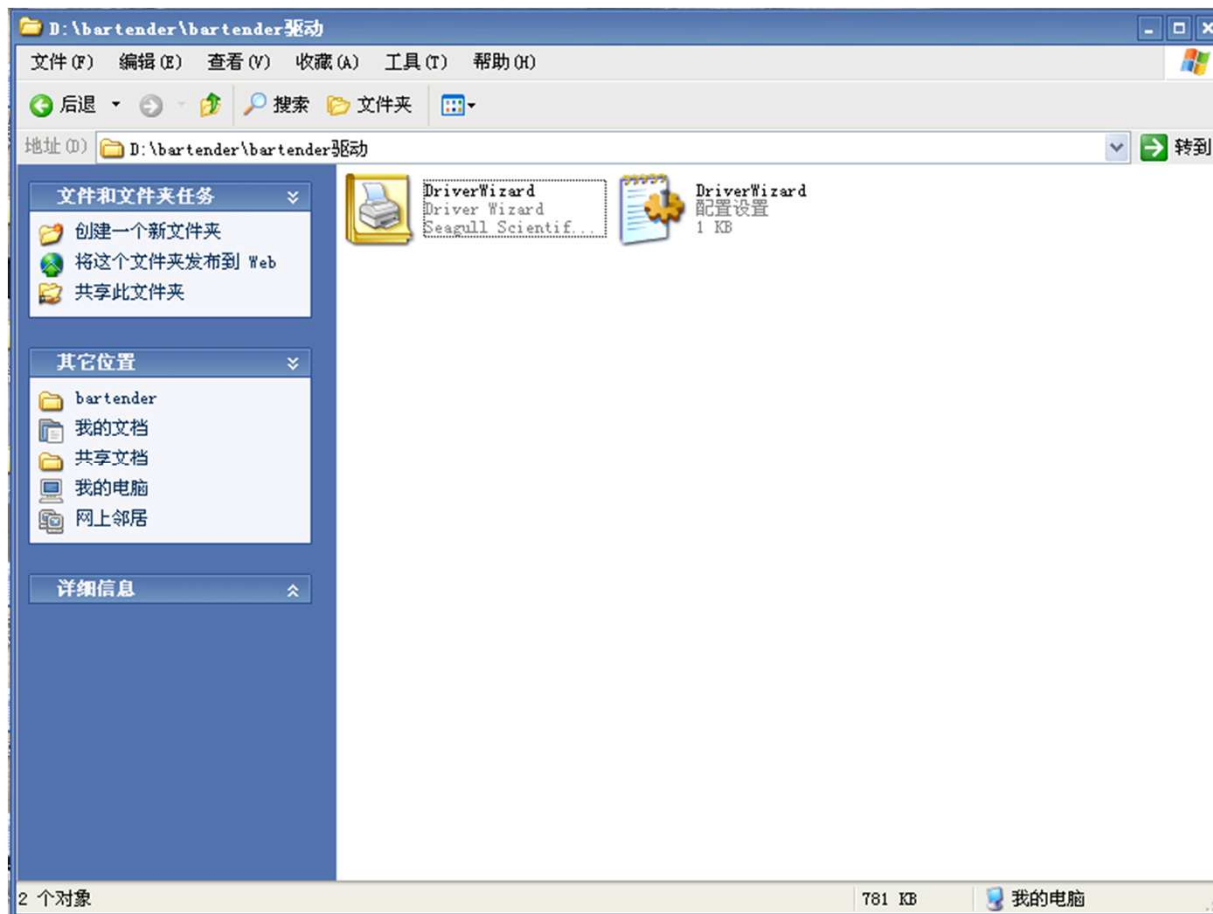 D:\bartender\bartender驱动
文件(F) 编辑(E) 查看(V) 收藏(A) 工具(T) 帮助(H)
后退 搜索 文件夹
地址(D) D:\bartender\bartender驱动 转到
文件和文件夹任务
创建一个新文件夹
将这个文件夹发布到 Web
共享此文件夹
其它位置
bartender
我的文档
共享文档
我的电脑
网上邻居
详细信息
DriverWizard
Driver Wizard
Seagull Scientif...
DriverWizard
配置设置
1 KB
2 个对象 781 KB 我的电脑